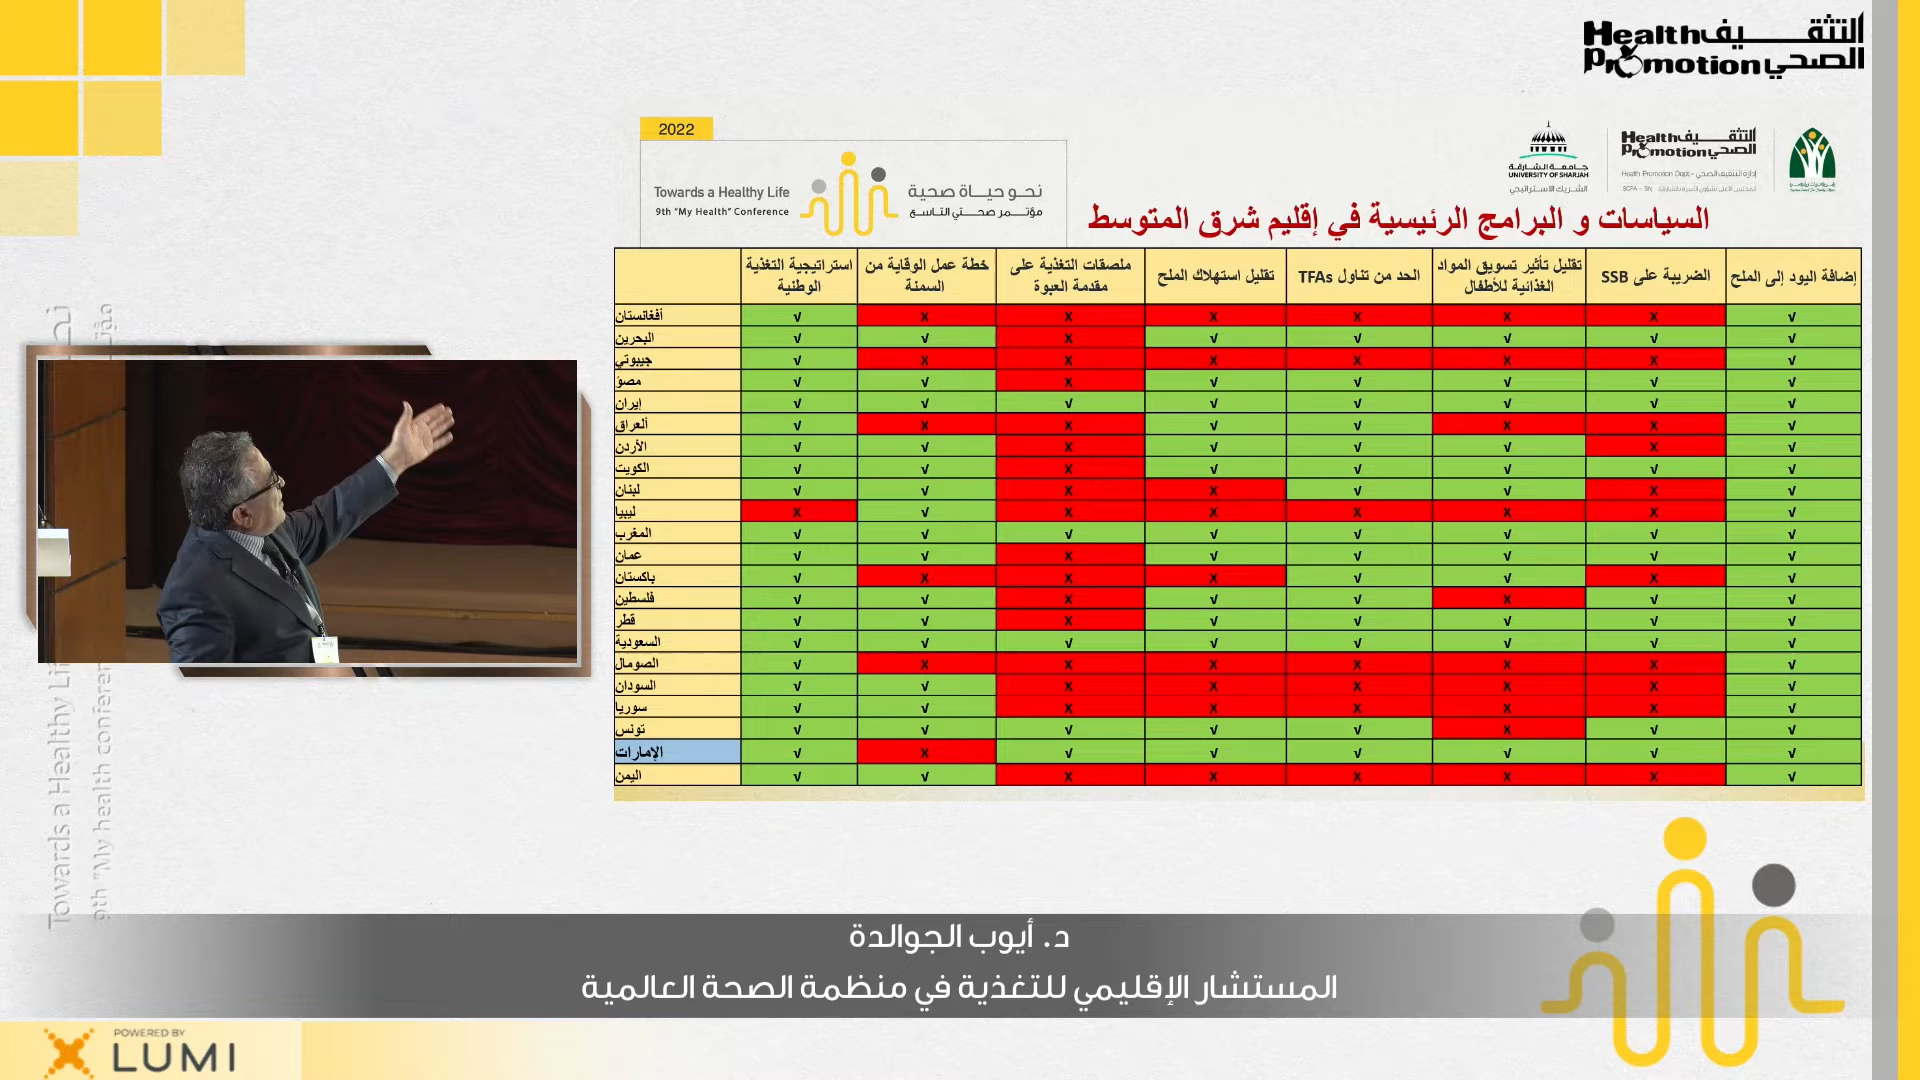 Health Promotion التثقيف الصحي
2022
Towards a Healthy Life نحو حياة صحية
9th "My Health" Conference مؤتمر صحتي التاسع
جامعة الشارقة
UNIVERSITY OF SHARJAH
الشريك الاستراتيجي
Health Promotion التثقيف الصحي
Health Promotion Dept. - إدارة التثقيف الصحي
السياسات و البرامج الرئيسية في إقليم شرق المتوسط
استراتيجية التغذية الوطنية | خطة عمل الوقاية من السمنة | ملصقات التغذية على مقدمة العبوة | تقليل استهلاك الملح | الحد من تناول TFAs | تقليل تأثير تسويق المواد الغذائية للأطفال | الضريبة على SSB | إضافة اليود إلى الملح
أفغانستان √ X X X X X X √
البحرين √ √ X √ √ √ √ √
جيبوتي √ X X X X X X √
مصر √ √ X √ √ √ √ √
إيران √ √ √ √ √ √ √ √
العراق √ X X √ √ X X √
الأردن √ √ X √ √ √ X √
الكويت √ √ X √ √ √ √ √
لبنان √ √ X X √ √ X √
ليبيا X √ X X X X X √
المغرب √ √ √ √ √ √ √ √
عمان √ √ X √ √ √ √ √
باكستان √ X X X √ √ X √
فلسطين √ √ X √ √ X √ √
قطر √ √ X √ √ √ √ √
السعودية √ √ √ √ √ √ √ √
الصومال √ X X X X X X √
السودان √ √ X X X X X √
سوريا √ √ X X X X X √
تونس √ √ √ √ √ X √ √
الإمارات √ X √ √ √ √ √ √
اليمن √ √ X X X X X √
Towards a Healthy Life
9th "My health conference
د. أيوب الجوالدة
المستشار الإقليمي للتغذية في منظمة الصحة العالمية
POWERED BY
LUMI